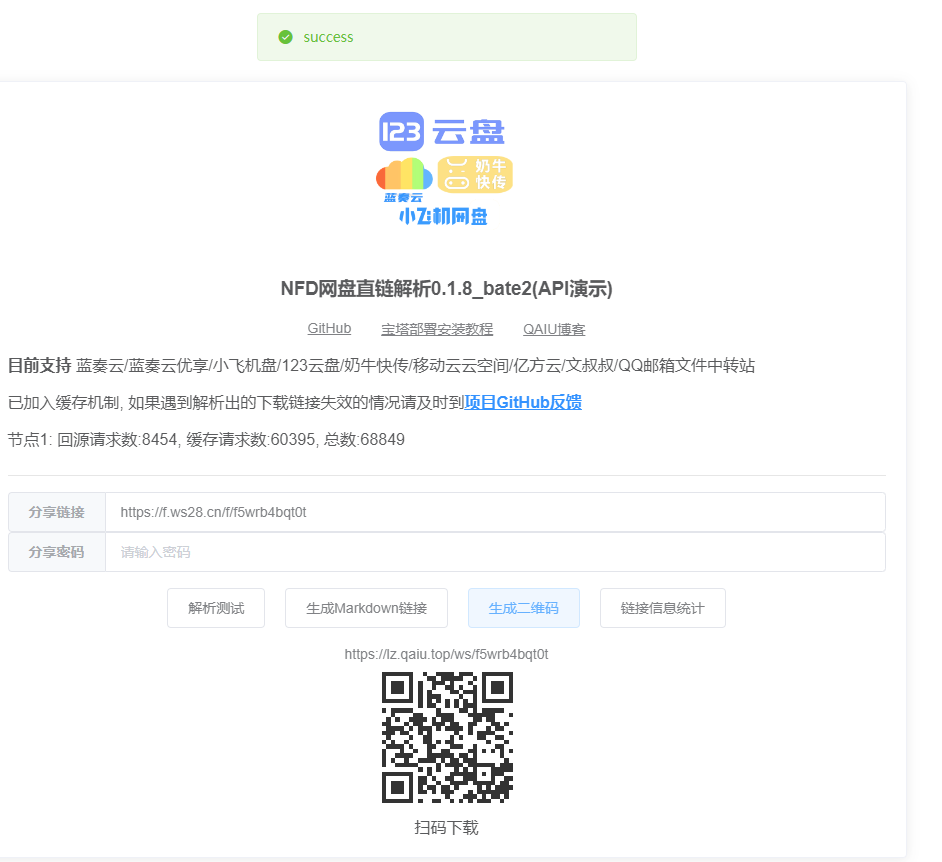 success
123 云盘
蓝奏云
奶牛
快传
小飞机网盘
NFD网盘直链解析0.1.8_bate2(API演示)
GitHub 宝塔部署安装教程 QAIU博客
目前支持 蓝奏云/蓝奏云优享/小飞机盘/123云盘/奶牛快传/移动云云空间/亿方云/文叔叔/QQ邮箱文件中转站
已加入缓存机制, 如果遇到解析出的下载链接失效的情况请及时到项目GitHub反馈
节点1: 回源请求数:8454, 缓存请求数:60395, 总数:68849
分享链接 https://f.ws28.cn/f/f5wrb4bqt0t
分享密码 请输入密码
解析测试 生成Markdown链接 生成二维码 链接信息统计
https://lz.qaiu.top/ws/f5wrb4bqt0t
扫码下载